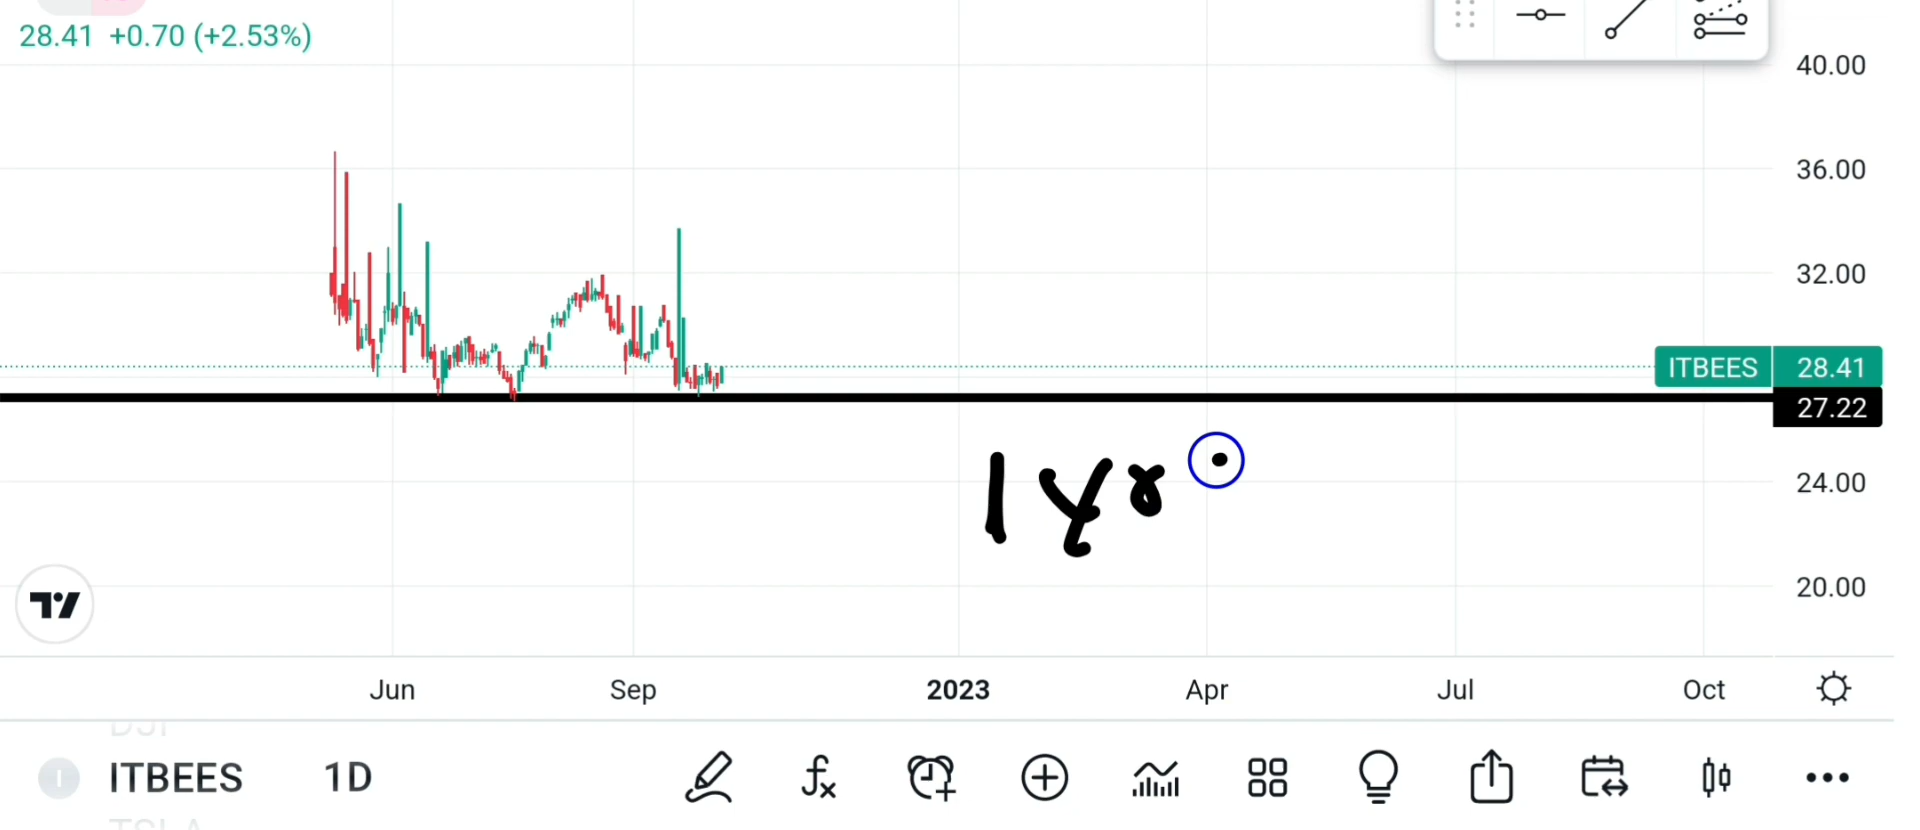 28.41 +0.70 (+2.53%)
40.00
36.00
32.00
ITBEES 28.41
27.22
24.00
20.00
Jun Sep 2023 Apr Jul Oct
ITBEES 1D